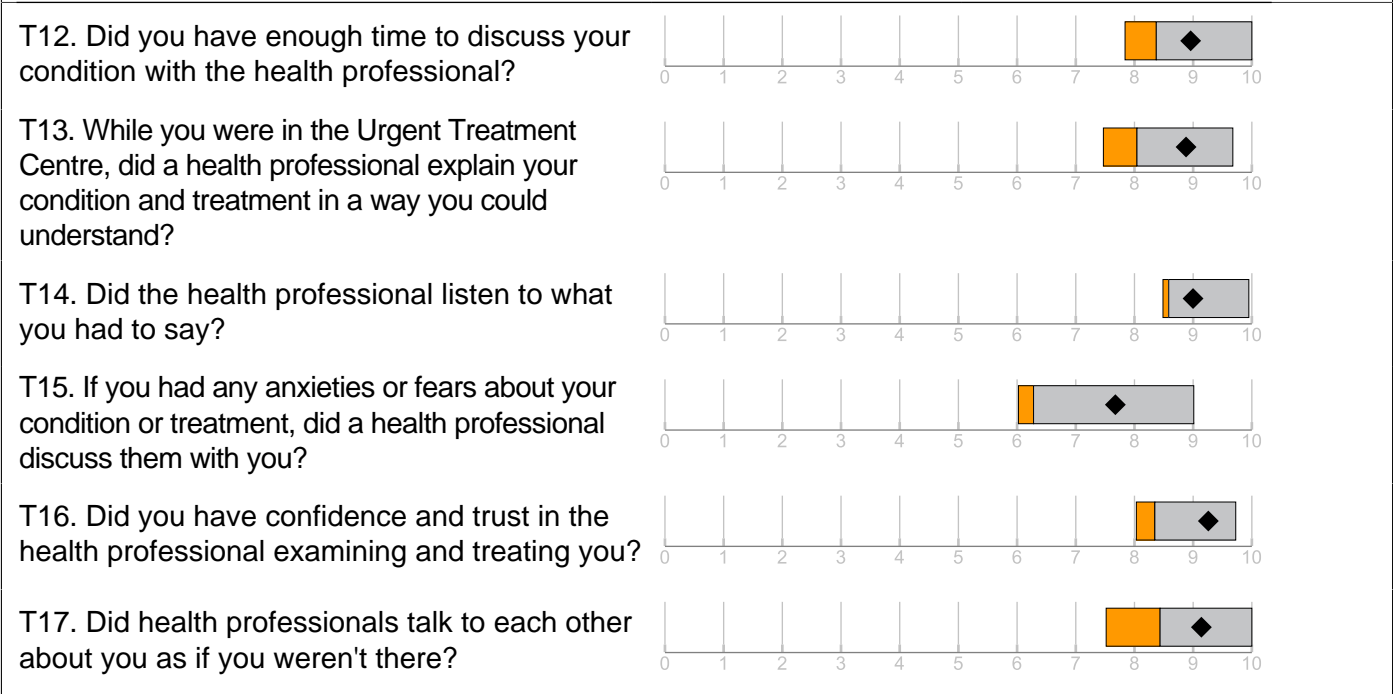 T12. Did you have enough time to discuss your
condition with the health professional?
0 1 2 3 4 5 6 7 8 9 10
T13. While you were in the Urgent Treatment
Centre, did a health professional explain your
condition and treatment in a way you could
understand?
0 1 2 3 4 5 6 7 8 9 10
T14. Did the health professional listen to what
you had to say?
0 1 2 3 4 5 6 7 8 9 10
T15. If you had any anxieties or fears about your
condition or treatment, did a health professional
discuss them with you?
0 1 2 3 4 5 6 7 8 9 10
T16. Did you have confidence and trust in the
health professional examining and treating you?
0 1 2 3 4 5 6 7 8 9 10
T17. Did health professionals talk to each other
about you as if you weren't there?
0 1 2 3 4 5 6 7 8 9 10